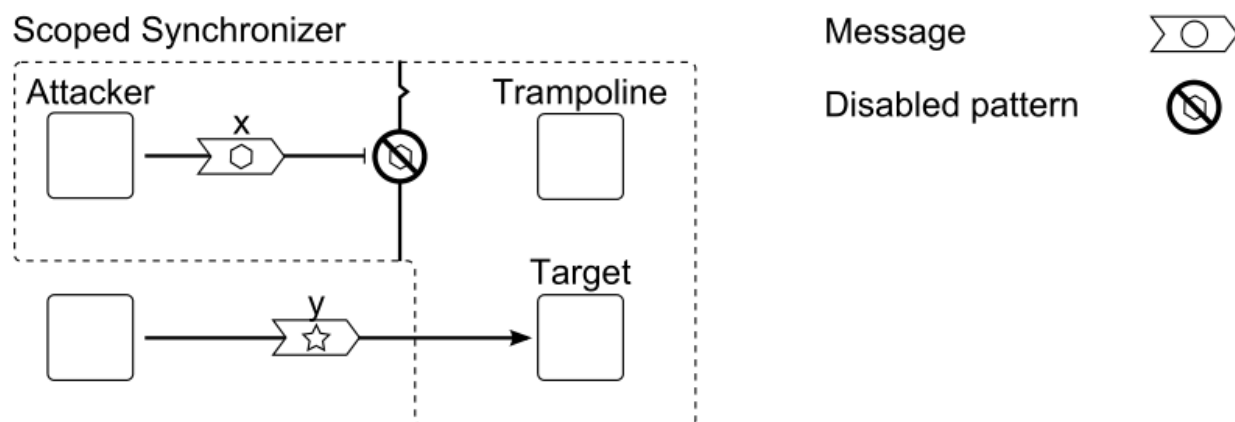 Scoped Synchronizer
Message
Attacker
Trampoline
Disabled pattern
x
Target
y